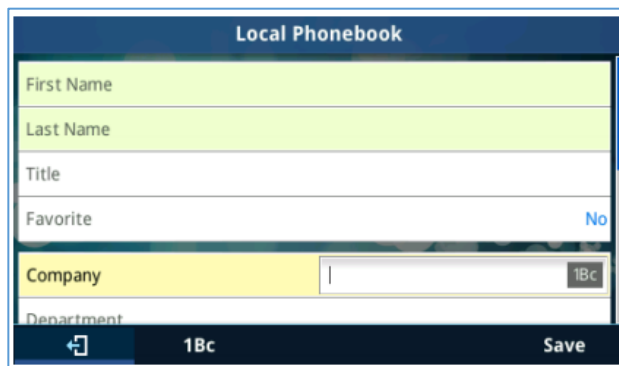 Local Phonebook
First Name
Last Name
Title
Favorite No
Company 1Bc
Department
1Bc Save